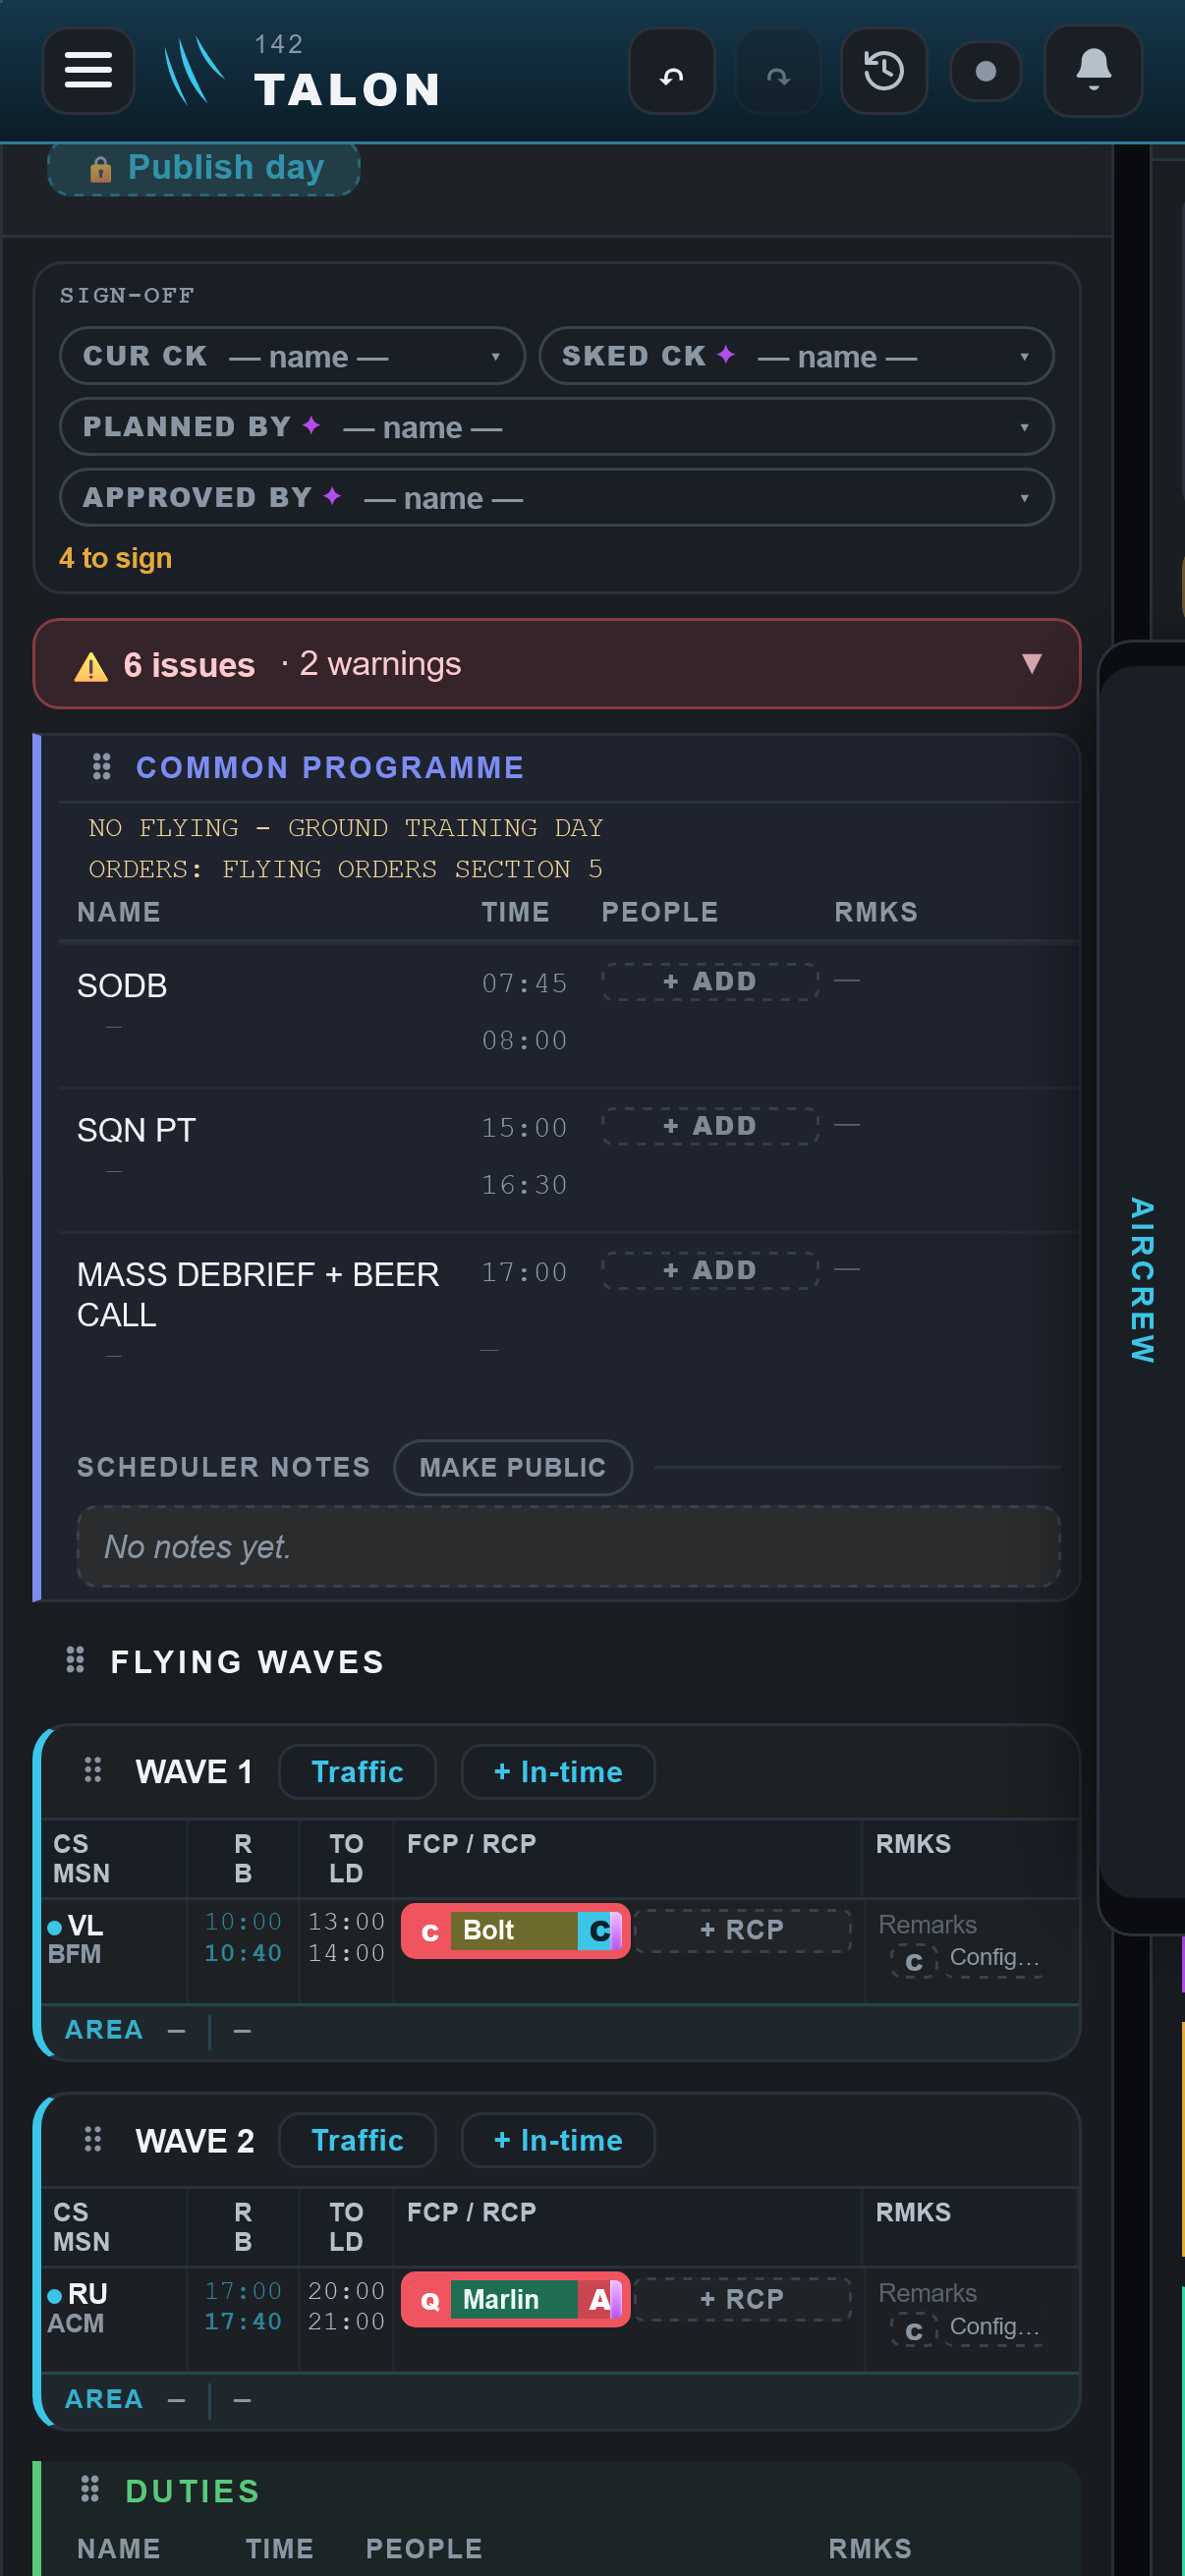 142
TALON
Publish day
SIGN-OFF
CUR CK — name —
SKED CK — name —
PLANNED BY — name —
APPROVED BY — name —
4 to sign
6 issues · 2 warnings
COMMON PROGRAMME
NO FLYING - GROUND TRAINING DAY
ORDERS: FLYING ORDERS SECTION 5
NAME TIME PEOPLE RMKS
SODB 07:45 + ADD —
— 08:00
SQN PT 15:00 + ADD —
— 16:30
MASS DEBRIEF + BEER CALL 17:00 + ADD —
— —
SCHEDULER NOTES MAKE PUBLIC
No notes yet.
FLYING WAVES
WAVE 1 Traffic + In-time
CS R TO FCP / RCP RMKS
MSN B LD
VL 10:00 13:00 C Bolt C + RCP Remarks
BFM 10:40 14:00 C Config...
AREA — | —
WAVE 2 Traffic + In-time
CS R TO FCP / RCP RMKS
MSN B LD
RU 17:00 20:00 Q Marlin A + RCP Remarks
ACM 17:40 21:00 C Config...
AREA — | —
DUTIES
NAME TIME PEOPLE RMKS
AIRCREW